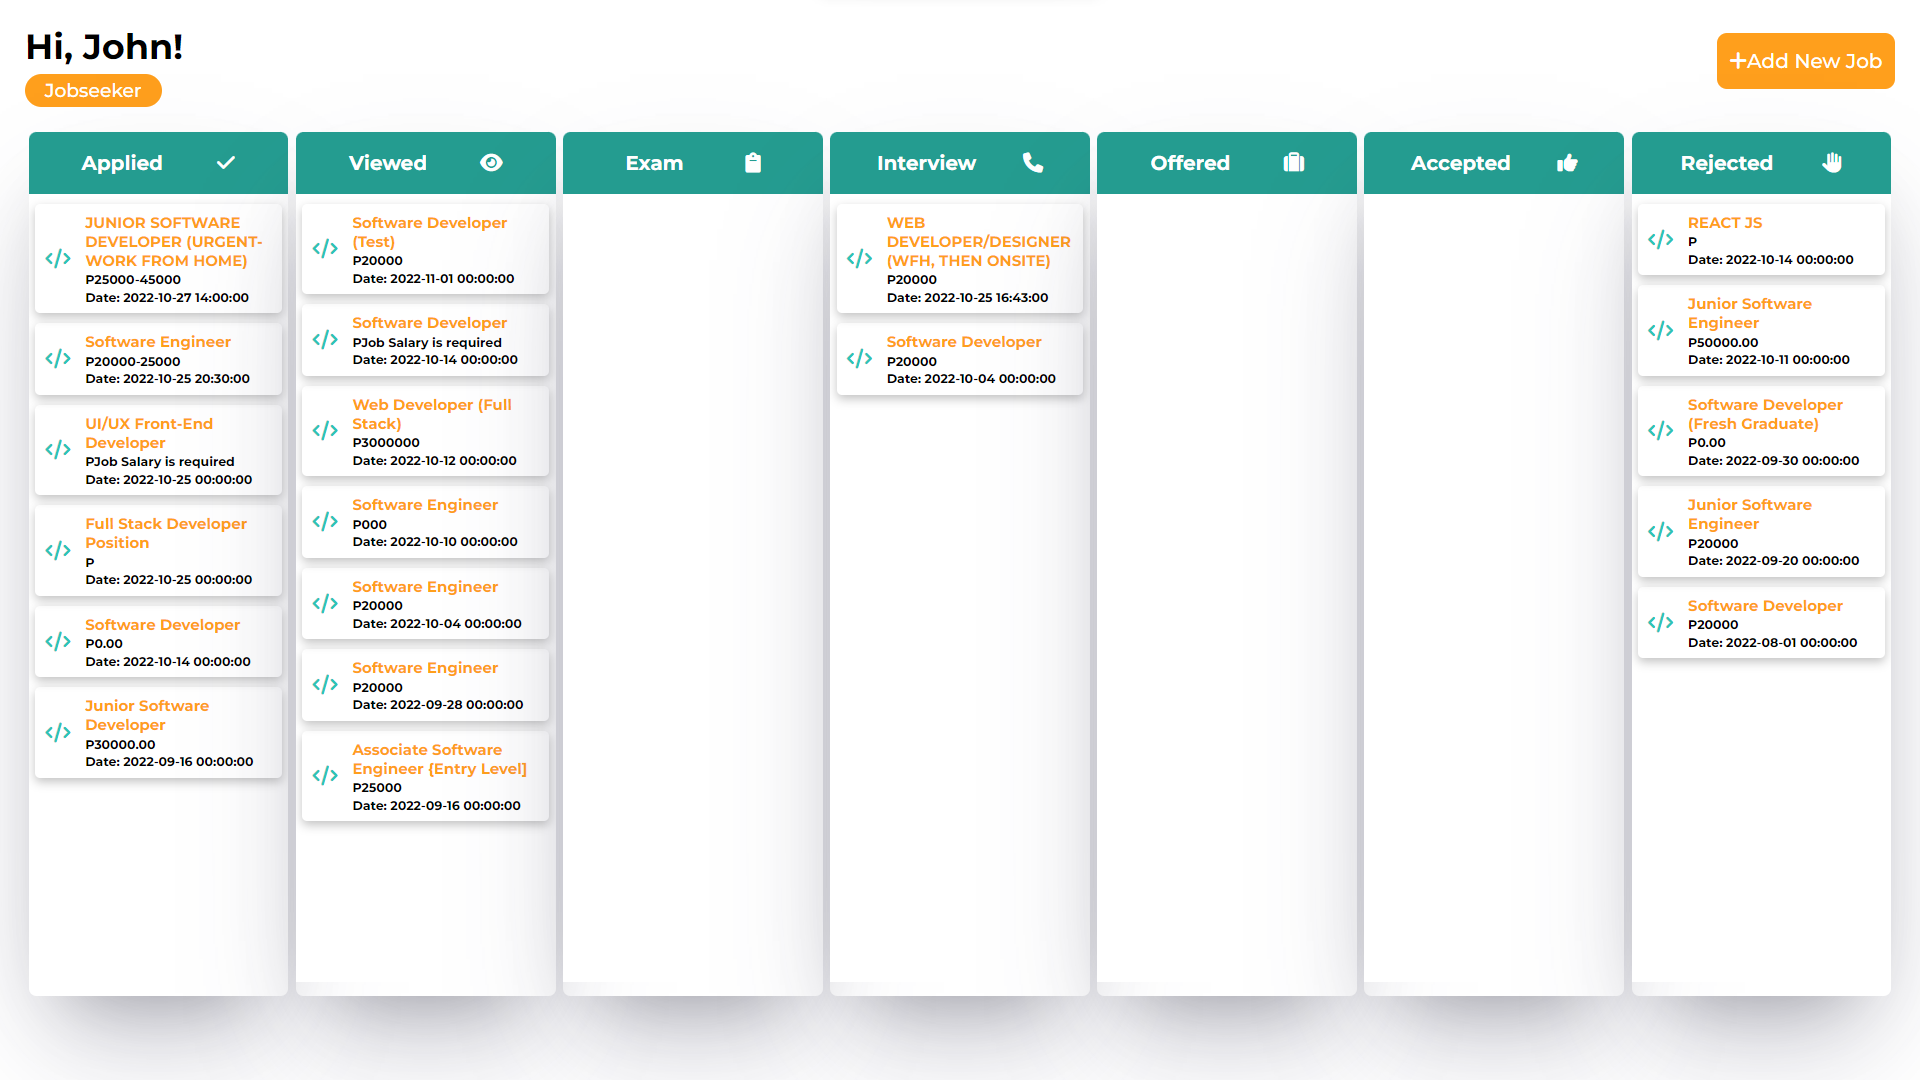 Hi, John!
Jobseeker
+Add New Job
Applied
JUNIOR SOFTWARE
DEVELOPER (URGENT-
WORK FROM HOME)
P25000-45000
Date: 2022-10-27 14:00:00
Software Engineer
P20000-25000
Date: 2022-10-25 20:30:00
UI/UX Front-End
Developer
PJob Salary is required
Date: 2022-10-25 00:00:00
Full Stack Developer
Position
P
Date: 2022-10-25 00:00:00
Software Developer
P0.00
Date: 2022-10-14 00:00:00
Junior Software
Developer
P30000.00
Date: 2022-09-16 00:00:00
Viewed
Software Developer
(Test)
P20000
Date: 2022-11-01 00:00:00
Software Developer
PJob Salary is required
Date: 2022-10-14 00:00:00
Web Developer (Full
Stack)
P3000000
Date: 2022-10-12 00:00:00
Software Engineer
P000
Date: 2022-10-10 00:00:00
Software Engineer
P20000
Date: 2022-10-04 00:00:00
Software Engineer
P20000
Date: 2022-09-28 00:00:00
Associate Software
Engineer {Entry Level]
P25000
Date: 2022-09-16 00:00:00
Exam
Interview
WEB
DEVELOPER/DESIGNER
(WFH, THEN ONSITE)
P20000
Date: 2022-10-25 16:43:00
Software Developer
P20000
Date: 2022-10-04 00:00:00
Offered
Accepted
Rejected
REACT JS
P
Date: 2022-10-14 00:00:00
Junior Software
Engineer
P50000.00
Date: 2022-10-11 00:00:00
Software Developer
(Fresh Graduate)
P0.00
Date: 2022-09-30 00:00:00
Junior Software
Engineer
P20000
Date: 2022-09-20 00:00:00
Software Developer
P20000
Date: 2022-08-01 00:00:00